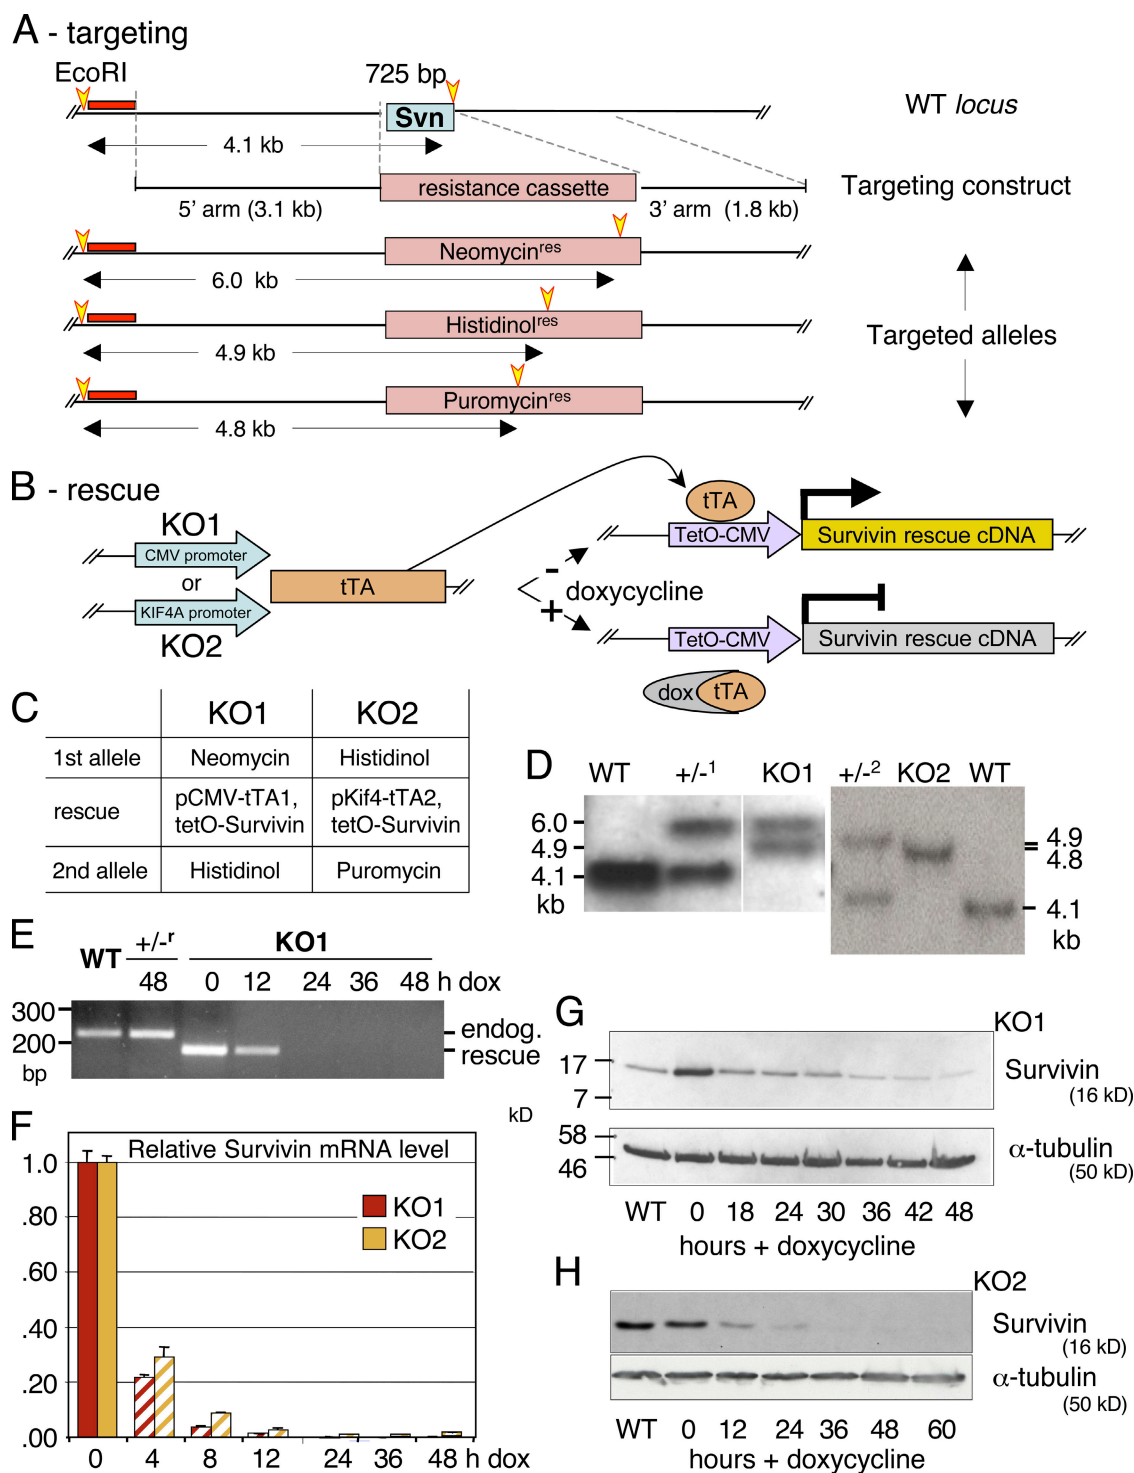 A - targeting
EcoRI
725 bp
Svn
WT locus
4.1 kb
resistance cassette
Targeting construct
5’ arm (3.1 kb)
3’ arm (1.8 kb)
Neomycinres
6.0 kb
Histidinolres
Targeted alleles
4.9 kb
Puromycinres
4.8 kb
B - rescue
KO1
CMV promoter
or
KIF4A promoter
KO2
tTA
tTA
TetO-CMV
Survivin rescue cDNA
-
doxycycline
+
TetO-CMV
Survivin rescue cDNA
dox
tTA
C
KO1 KO2
1st allele Neomycin Histidinol
rescue pCMV-tTA1, pKif4-tTA2,
tetO-Survivin tetO-Survivin
2nd allele Histidinol Puromycin
D
WT +/-1 KO1 +/-2 KO2 WT
6.0
4.9
4.1
kb
4.9
4.8
4.1
kb
E
WT +/-r KO1
48 0 12 24 36 48 h dox
300
200
bp
endog.
rescue
F
Relative Survivin mRNA level
1.0
.80
.60
.40
.20
.00
KO1
KO2
0 4 8 12 24 36 48 h dox
G
KO1
17
7
kD
58
46
Survivin
(16 kD)
α-tubulin
(50 kD)
WT 0 18 24 30 36 42 48
hours + doxycycline
H
KO2
Survivin
(16 kD)
α-tubulin
(50 kD)
WT 0 12 24 36 48 60
hours + doxycycline